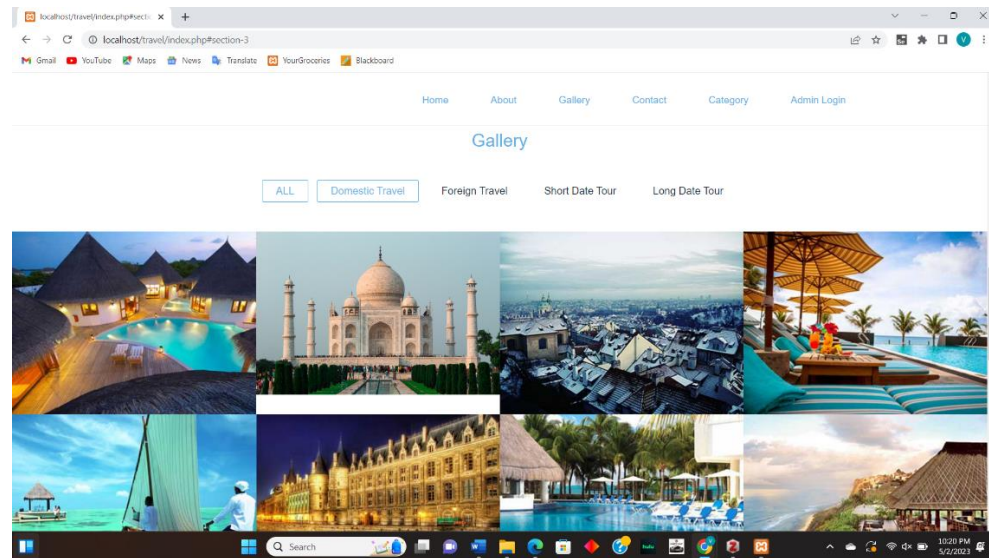 localhost/travel/index.php#secti
localhost/travel/index.php#section-3
Gmail YouTube Maps News Translate YourGroceries Blackboard
Home About Gallery Contact Category Admin Login
Gallery
ALL Domestic Travel Foreign Travel Short Date Tour Long Date Tour
Search
hulu
10:20 PM
5/2/2023